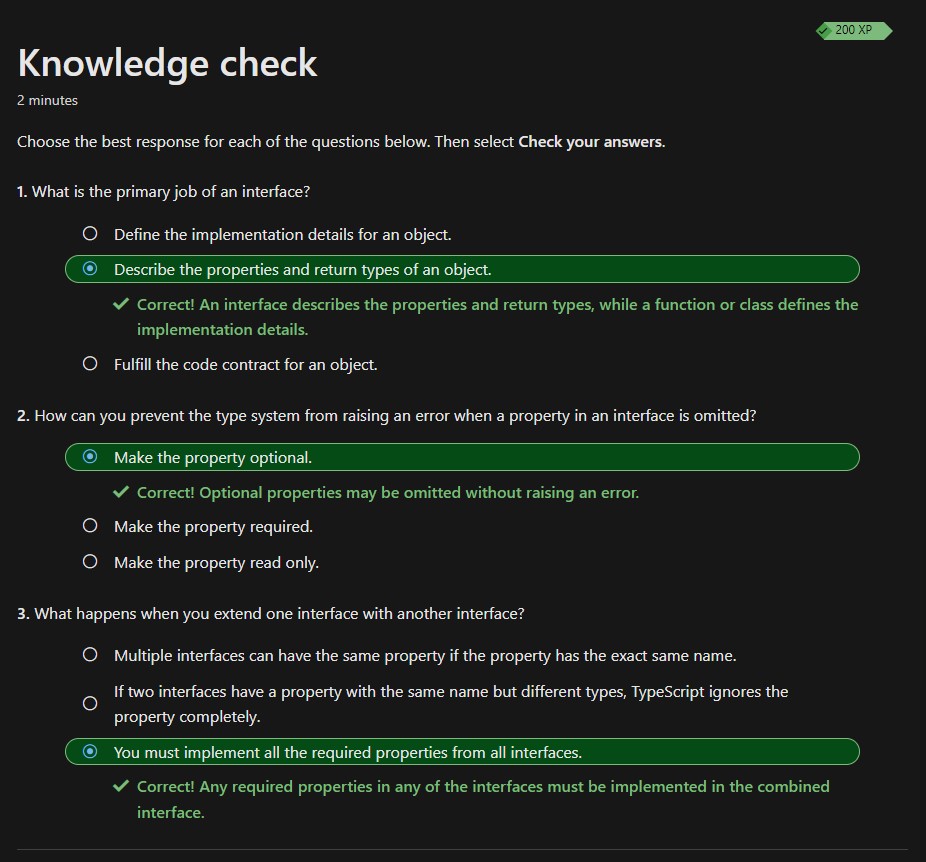 200 XP
Knowledge check
2 minutes
Choose the best response for each of the questions below. Then select Check your answers.
1. What is the primary job of an interface?
Define the implementation details for an object.
Describe the properties and return types of an object.
Correct! An interface describes the properties and return types, while a function or class defines the
implementation details.
Fulfill the code contract for an object.
2. How can you prevent the type system from raising an error when a property in an interface is omitted?
Make the property optional.
Correct! Optional properties may be omitted without raising an error.
Make the property required.
Make the property read only.
3. What happens when you extend one interface with another interface?
Multiple interfaces can have the same property if the property has the exact same name.
If two interfaces have a property with the same name but different types, TypeScript ignores the
property completely.
You must implement all the required properties from all interfaces.
Correct! Any required properties in any of the interfaces must be implemented in the combined
interface.